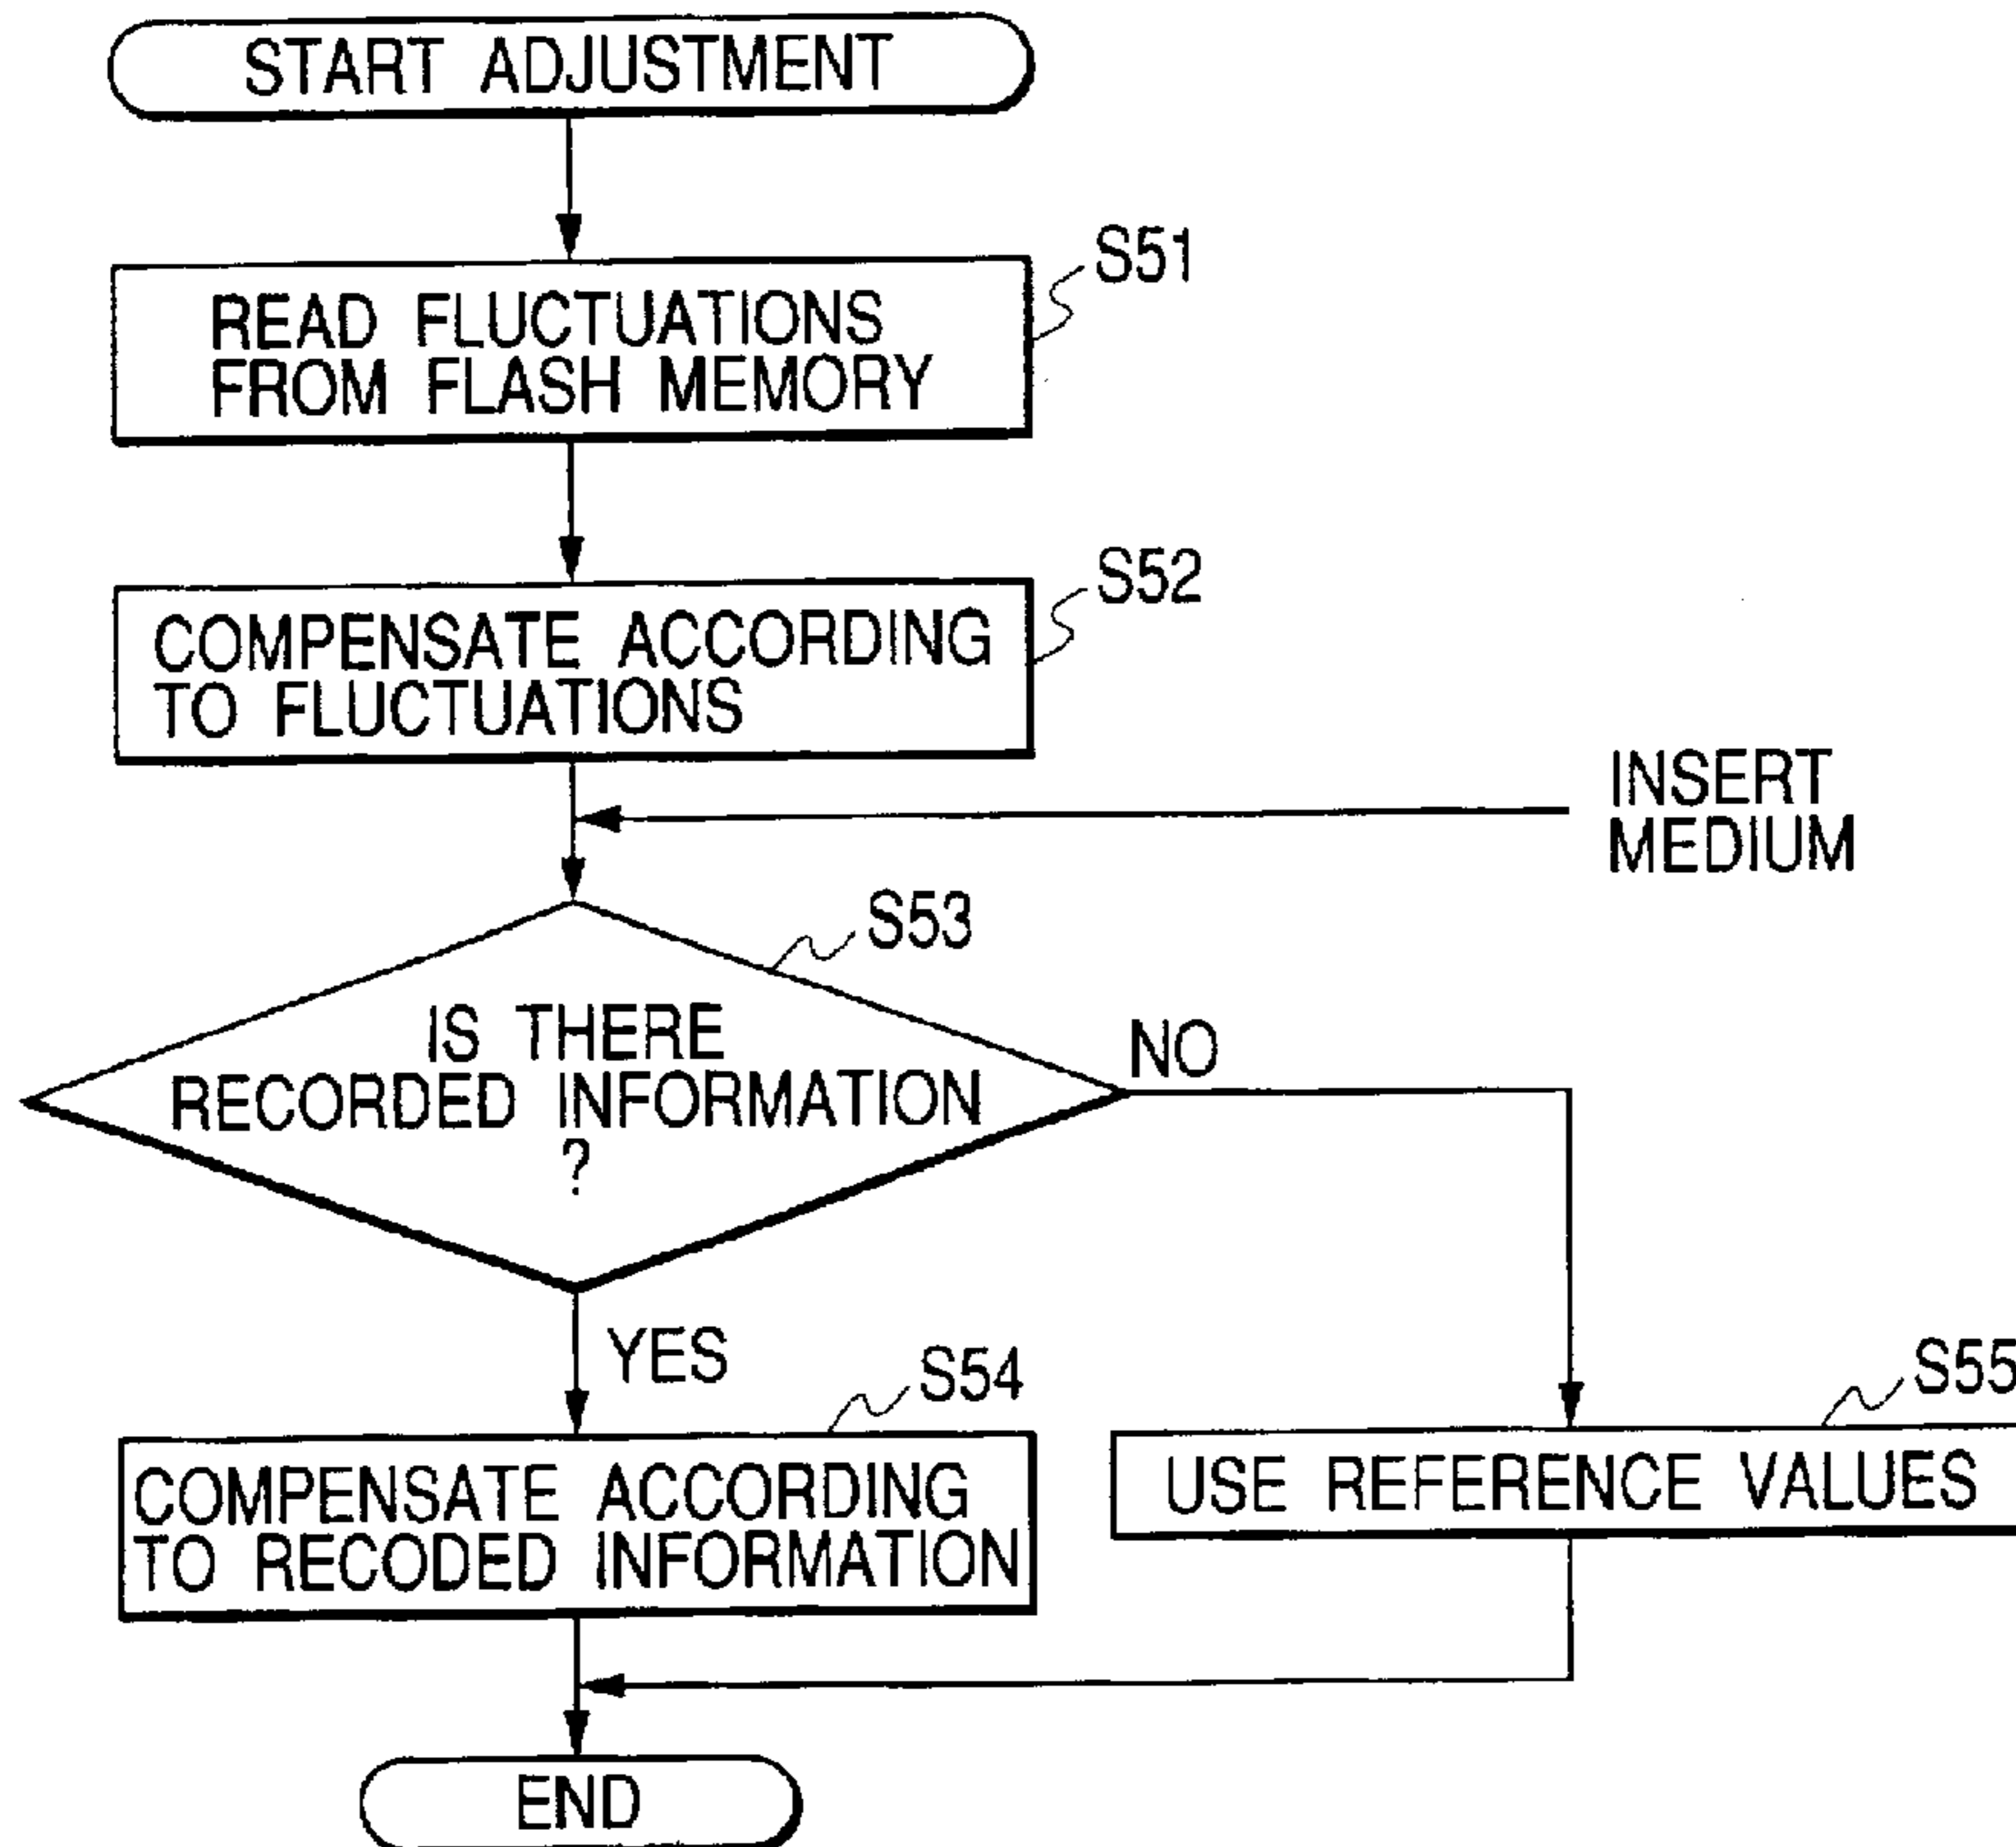 START ADJUSTMENT
S51
READ FLUCTUATIONS
FROM FLASH MEMORY
S52
COMPENSATE ACCORDING
TO FLUCTUATIONS
INSERT
MEDIUM
S53
IS THERE
RECORDED INFORMATION
?
NO
YES
S54
COMPENSATE ACCORDING
TO RECODED INFORMATION
S55
USE REFERENCE VALUES
END